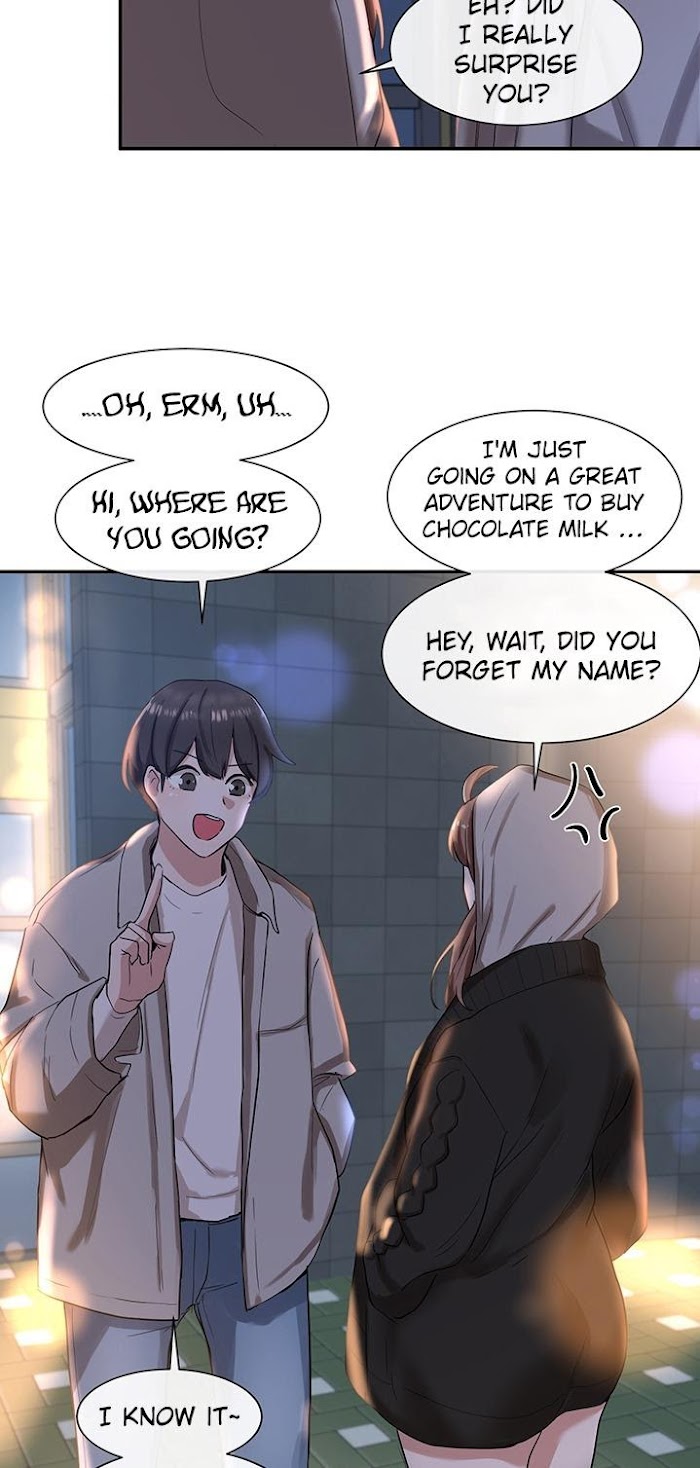 EH? DID
I REALLY
SURPRISE
YOU?
.....OH, ERM, UH...
HI, WHERE ARE
YOU GOING?
I'M JUST
GOING ON A GREAT
ADVENTURE TO BUY
CHOCOLATE MILK ...
HEY, WAIT, DID YOU
FORGET MY NAME?
I KNOW IT~